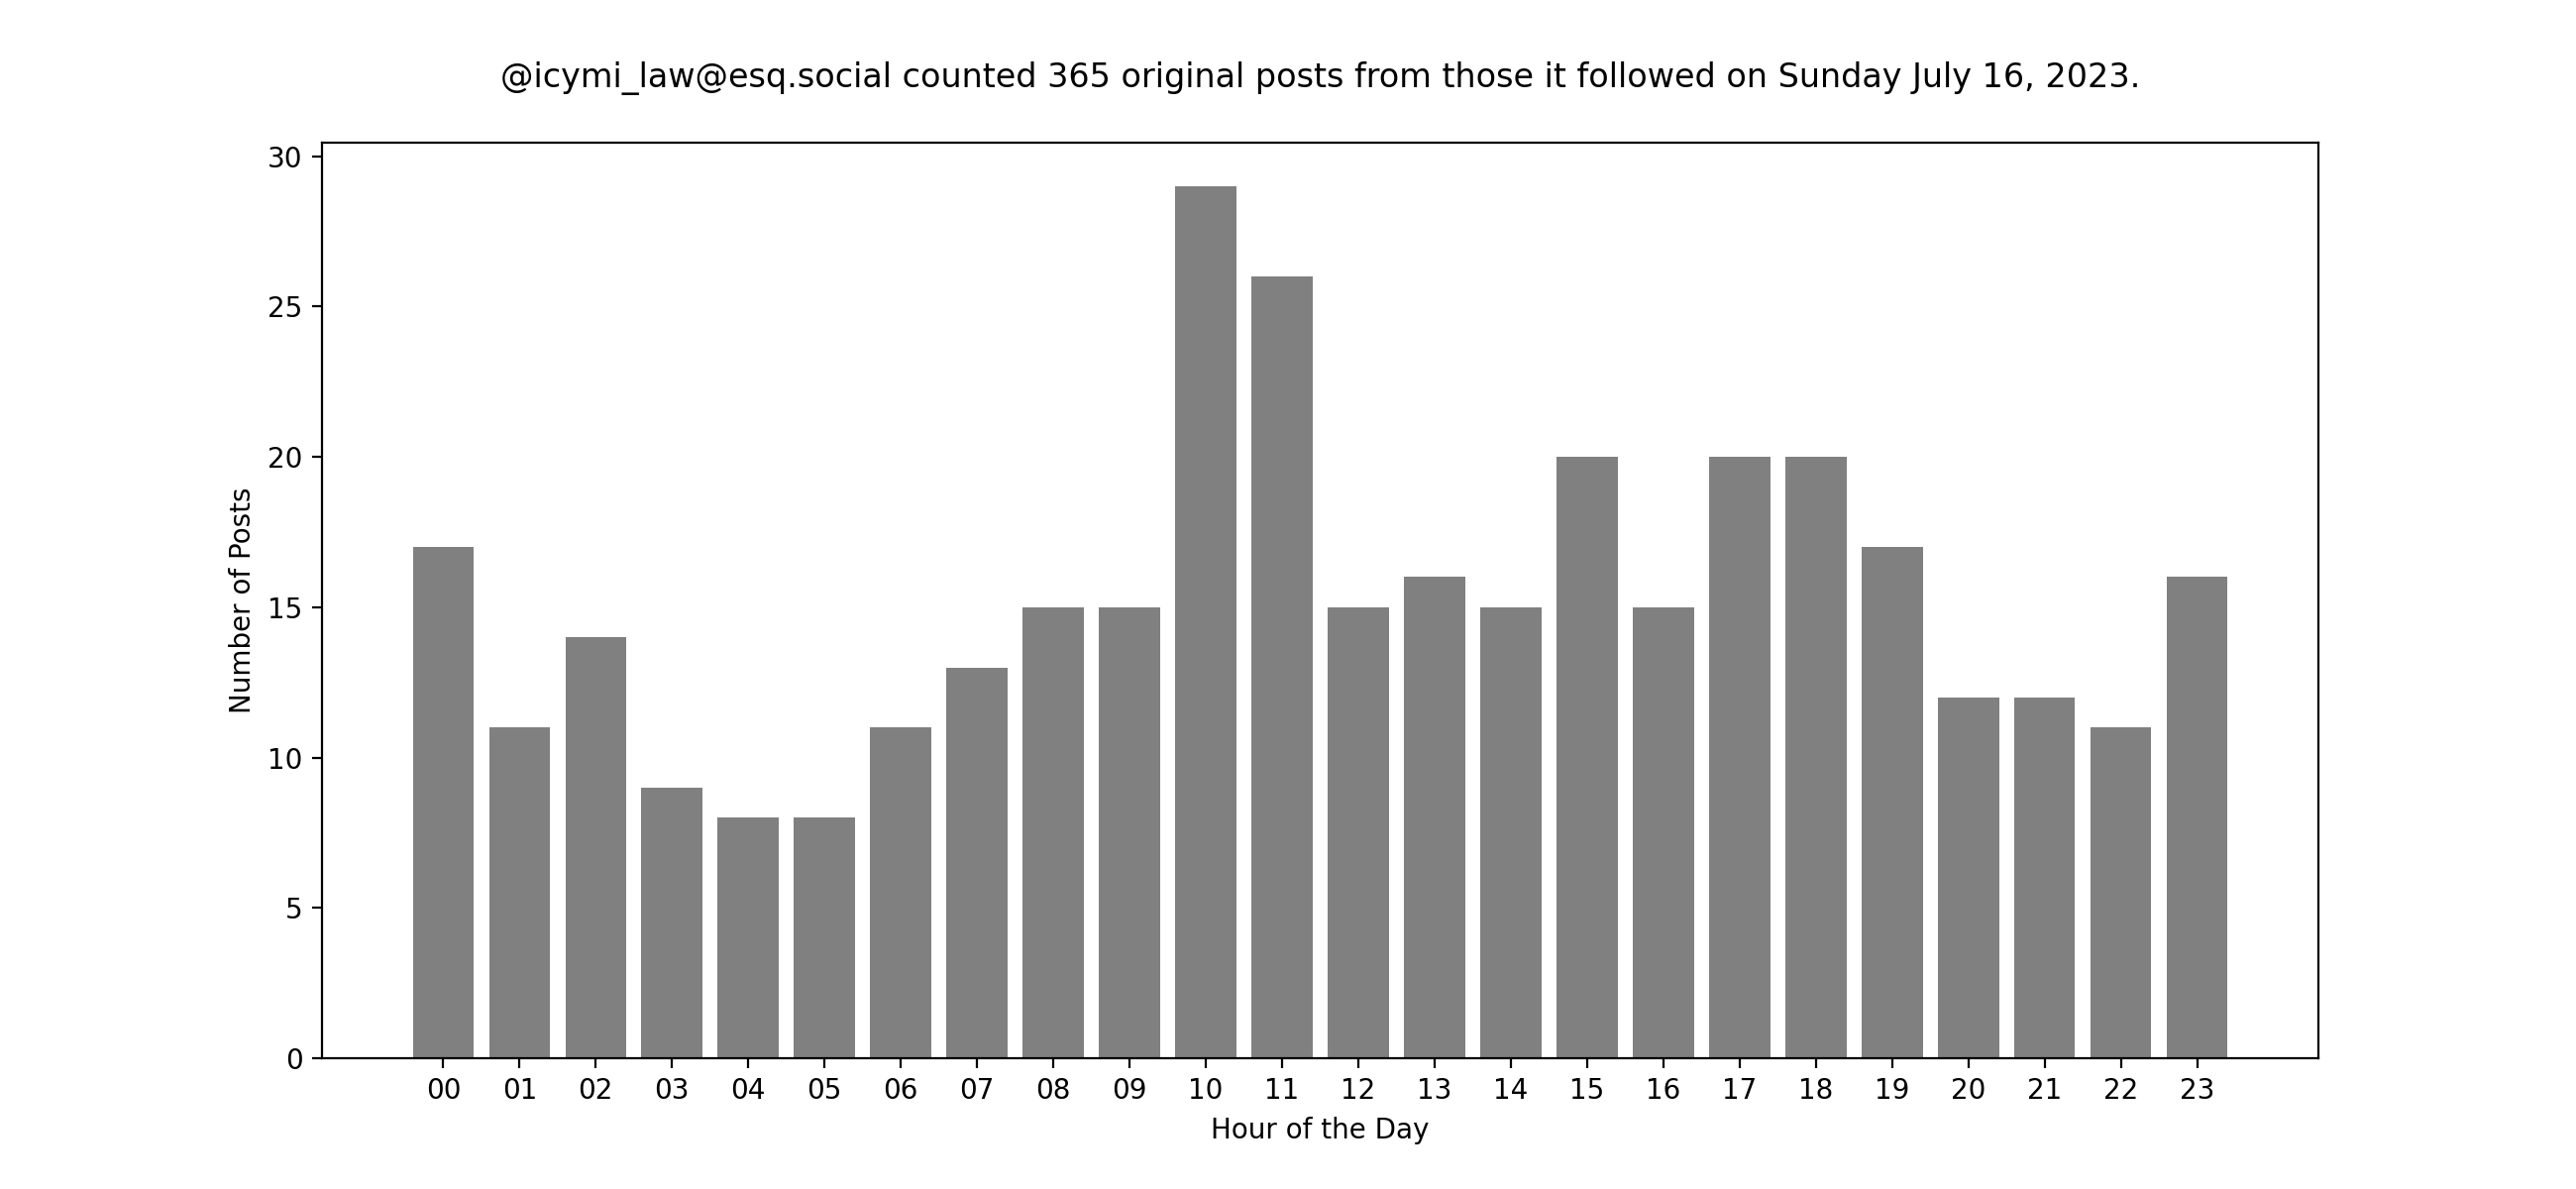 @icymi_law@esq.social counted 365 original posts from those it followed on Sunday July 16, 2023.
30
25
20
15
10
5
0
Number of Posts
00 01 02 03 04 05 06 07 08 09 10 11 12 13 14 15 16 17 18 19 20 21 22 23
Hour of the Day